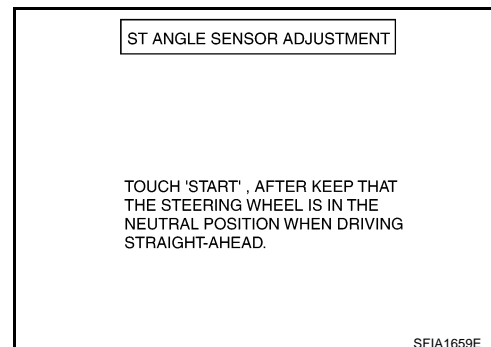 ST ANGLE SENSOR ADJUSTMENT
TOUCH 'START' , AFTER KEEP THAT
THE STEERING WHEEL IS IN THE
NEUTRAL POSITION WHEN DRIVING
STRAIGHT-AHEAD.
SFIA1659E